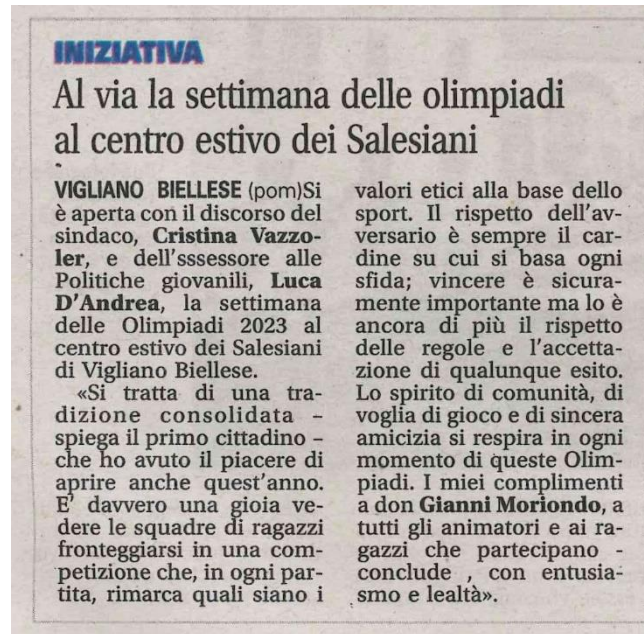 INIZIATIVA
Al via la settimana delle olimpiadi
al centro estivo dei Salesiani
VIGLIANO BIELLESE (pom)Si
è aperta con il discorso del
sindaco, Cristina Vazzo-
ler, e dell'sssessore alle
Politiche giovanili, Luca
D'Andrea, la settimana
delle Olimpiadi 2023 al
centro estivo dei Salesiani
di Vigliano Biellese.
«Si tratta di una tra-
dizione consolidata -
spiega il primo cittadino -
che ho avuto il piacere di
aprire anche quest'anno.
E' davvero una gioia ve-
dere le squadre di ragazzi
fronteggiarsi in una com-
petizione che, in ogni par-
tita, rimarca quali siano i
valori etici alla base dello
sport. Il rispetto dell'av-
versario è sempre il car-
dine su cui si basa ogni
sfida; vincere è sicura-
mente importante ma lo è
ancora di più il rispetto
delle regole e l'accetta-
zione di qualunque esito.
Lo spirito di comunità, di
voglia di gioco e di sincera
amicizia si respira in ogni
momento di queste Olim-
piadi. I miei complimenti
a don Gianni Moriondo, a
tutti gli animatori e ai ra-
gazzi che partecipano -
conclude , con entusia-
smo e lealtà».